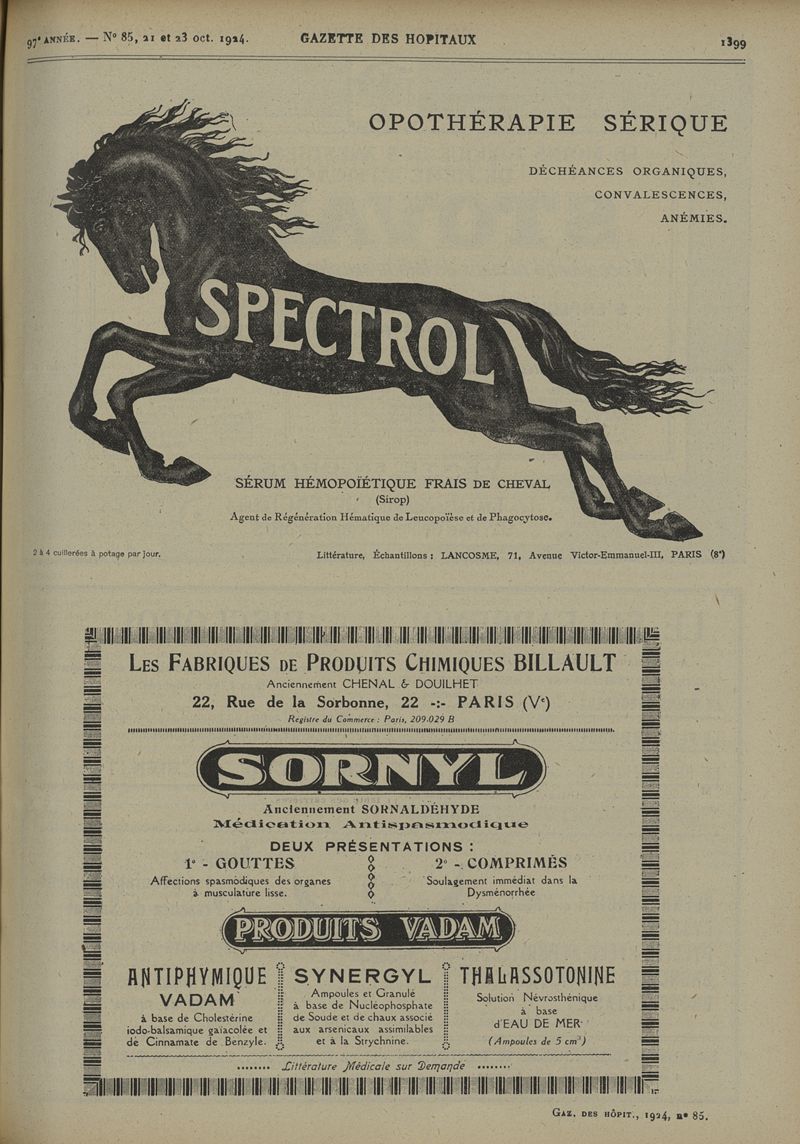 97e ANNÉE. — No 85, 21 et 23 oct. 1924.
GAZETTE DES HOPITAUX
1399
OPOTHÉRAPIE SÉRIQUE
DÉCHÉANCES ORGANIQUES,
CONVALESCENCES,
ANÉMIES.
SPECTROL
SÉRUM HÉMOPOÏÉTIQUE FRAIS DE CHEVAL
(Sirop)
Agent de Régénération Hématique de Leucopoïèse et de Phagocytose.
2 à 4 cuillerées à potage par jour.
Littérature, Échantillons : LANCOSME, 71, Avenue Victor-Emmanuel-III, PARIS (8e)
LES FABRIQUES DE PRODUITS CHIMIQUES BILLAULT
Anciennement CHENAL & DOUILHET
22, Rue de la Sorbonne, 22 -:- PARIS (Ve)
Registre du Commerce : Paris, 209.029 B
SORNYL
Anciennement SORNALDÉHYDE
Médication Antispasmodique
DEUX PRÉSENTATIONS :
1o - GOUTTES
Affections spasmodiques des organes
à musculature lisse.
2o - COMPRIMÉS
Soulagement immédiat dans la
Dysménorrhée
PRODUITS VADAM
ANTIPHYMIQUE
VADAM
à base de Cholestérine
iodo-balsamique gaïacolée et
de Cinnamate de Benzyle.
SYNERGYL
Ampoules et Granulé
à base de Nucléophosphate
de Soude et de chaux associé
aux arsenicaux assimilables
et à la Strychnine.
THALASSOTONINE
Solution Névrosthénique
à base
d'EAU DE MER
(Ampoules de 5 cm3)
........ Littérature Médicale sur Demande ........
GAZ. DES HÔPIT., 1924, no 85.